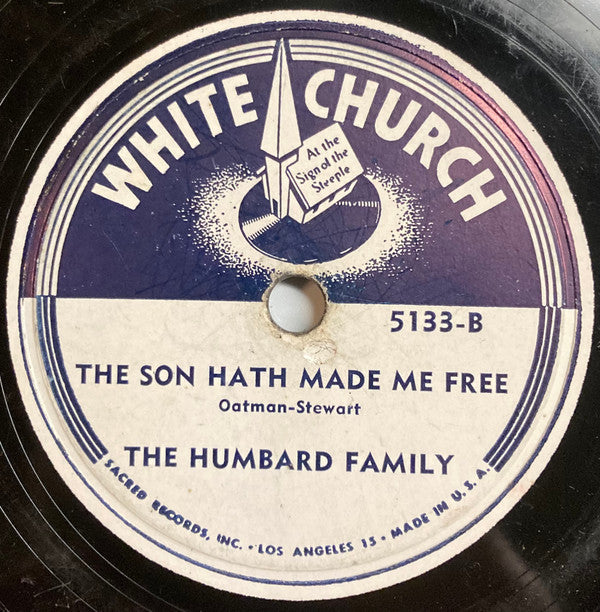 WHITE CHURCH
At the
Sign of the
Steeple
5133-B
THE SON HATH MADE ME FREE
Oatman-Stewart
THE HUMBARD FAMILY
SACRED RECORDS, INC. • LOS ANGELES 15 • MADE IN U.S.A.